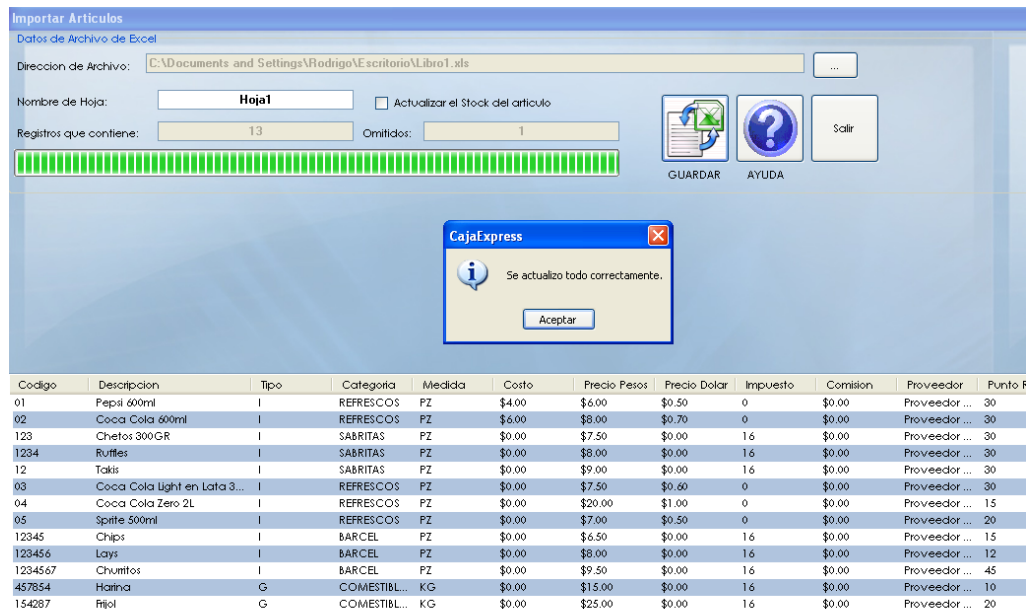 Importar Articulos
Datos de Archivo de Excel
Direccion de Archivo: C:\Documents and Settings\Rodrigo\Escritorio\Libro1.xls ...
Nombre de Hoja: Hoja1 Actualizar el Stock del articulo
Registros que contiene: 13 Omitidos: 1
Salir
GUARDAR AYUDA
CajaExpress
Se actualizo todo correctamente.
Aceptar
Codigo Descripcion Tipo Categoria Medida Costo Precio Pesos Precio Dolar Impuesto Comision Proveedor Punto R
01 Pepsi 600ml I REFRESCOS PZ $4.00 $6.00 $0.50 0 $0.00 Proveedor ... 30
02 Coca Cola 600ml I REFRESCOS PZ $6.00 $8.00 $0.70 0 $0.00 Proveedor ... 30
123 Chetos 300GR I SABRITAS PZ $0.00 $7.50 $0.00 16 $0.00 Proveedor ... 30
1234 Ruffles I SABRITAS PZ $0.00 $8.00 $0.00 16 $0.00 Proveedor ... 30
12 Takis I SABRITAS PZ $0.00 $9.00 $0.00 16 $0.00 Proveedor ... 30
03 Coca Cola Light en Lata 3... I REFRESCOS PZ $0.00 $7.50 $0.60 0 $0.00 Proveedor ... 30
04 Coca Cola Zero 2L I REFRESCOS PZ $0.00 $20.00 $1.00 0 $0.00 Proveedor ... 15
05 Sprite 500ml I REFRESCOS PZ $0.00 $7.00 $0.50 0 $0.00 Proveedor ... 20
12345 Chips I BARCEL PZ $0.00 $6.50 $0.00 16 $0.00 Proveedor ... 15
123456 Lays I BARCEL PZ $0.00 $8.00 $0.00 16 $0.00 Proveedor ... 12
1234567 Churritos I BARCEL PZ $0.00 $9.50 $0.00 16 $0.00 Proveedor ... 45
457854 Harina G COMESTIBL... KG $0.00 $15.00 $0.00 16 $0.00 Proveedor ... 10
154287 Frijol G COMESTIBL... KG $0.00 $25.00 $0.00 16 $0.00 Proveedor ... 20